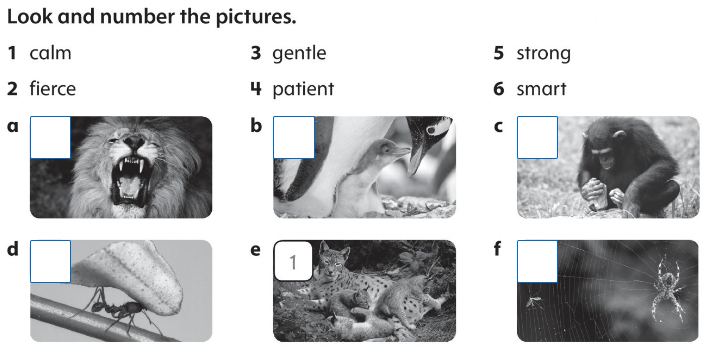 Look and number the pictures.
1 calm 3 gentle 5 strong
2 fierce 4 patient 6 smart
a b c
d e 1 f